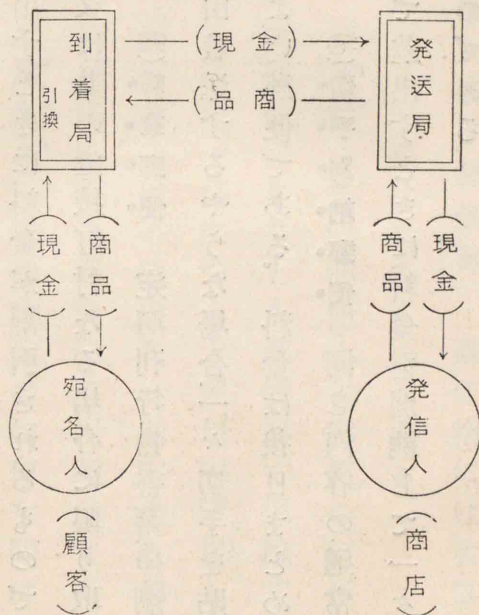 発送局
到着局
引換
(現金)
(品商)
(現金)
(商品)
(商品)
(現金)
発信人
宛名人
(商店)
(顧客)